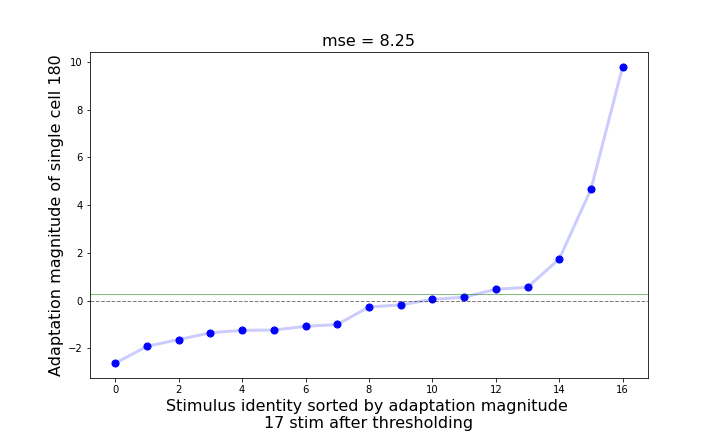 mse = 8.25
Adaptation magnitude of single cell 180
10
8
6
4
2
0
−2
0 2 4 6 8 10 12 14 16
Stimulus identity sorted by adaptation magnitude
17 stim after thresholding